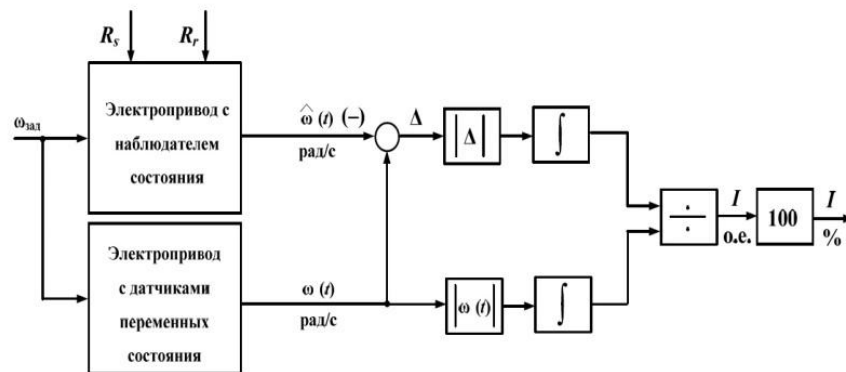 R_s R_r
ω_зад
Электропривод с
наблюдателем
состояния
ω̂ (t) (−)
рад/с
Δ
|Δ|
∫
÷
I
о.е.
100
I
%
Электропривод
с датчиками
переменных
состояния
ω (t)
рад/с
|ω (t)|
∫